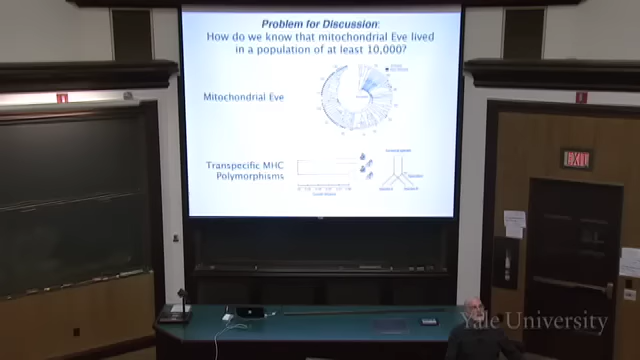 Problem for Discussion:
How do we know that mitochondrial Eve lived
in a population of at least 10,000?
Mitochondrial Eve
Transpecific MHC
Polymorphisms
EXIT
Yale University